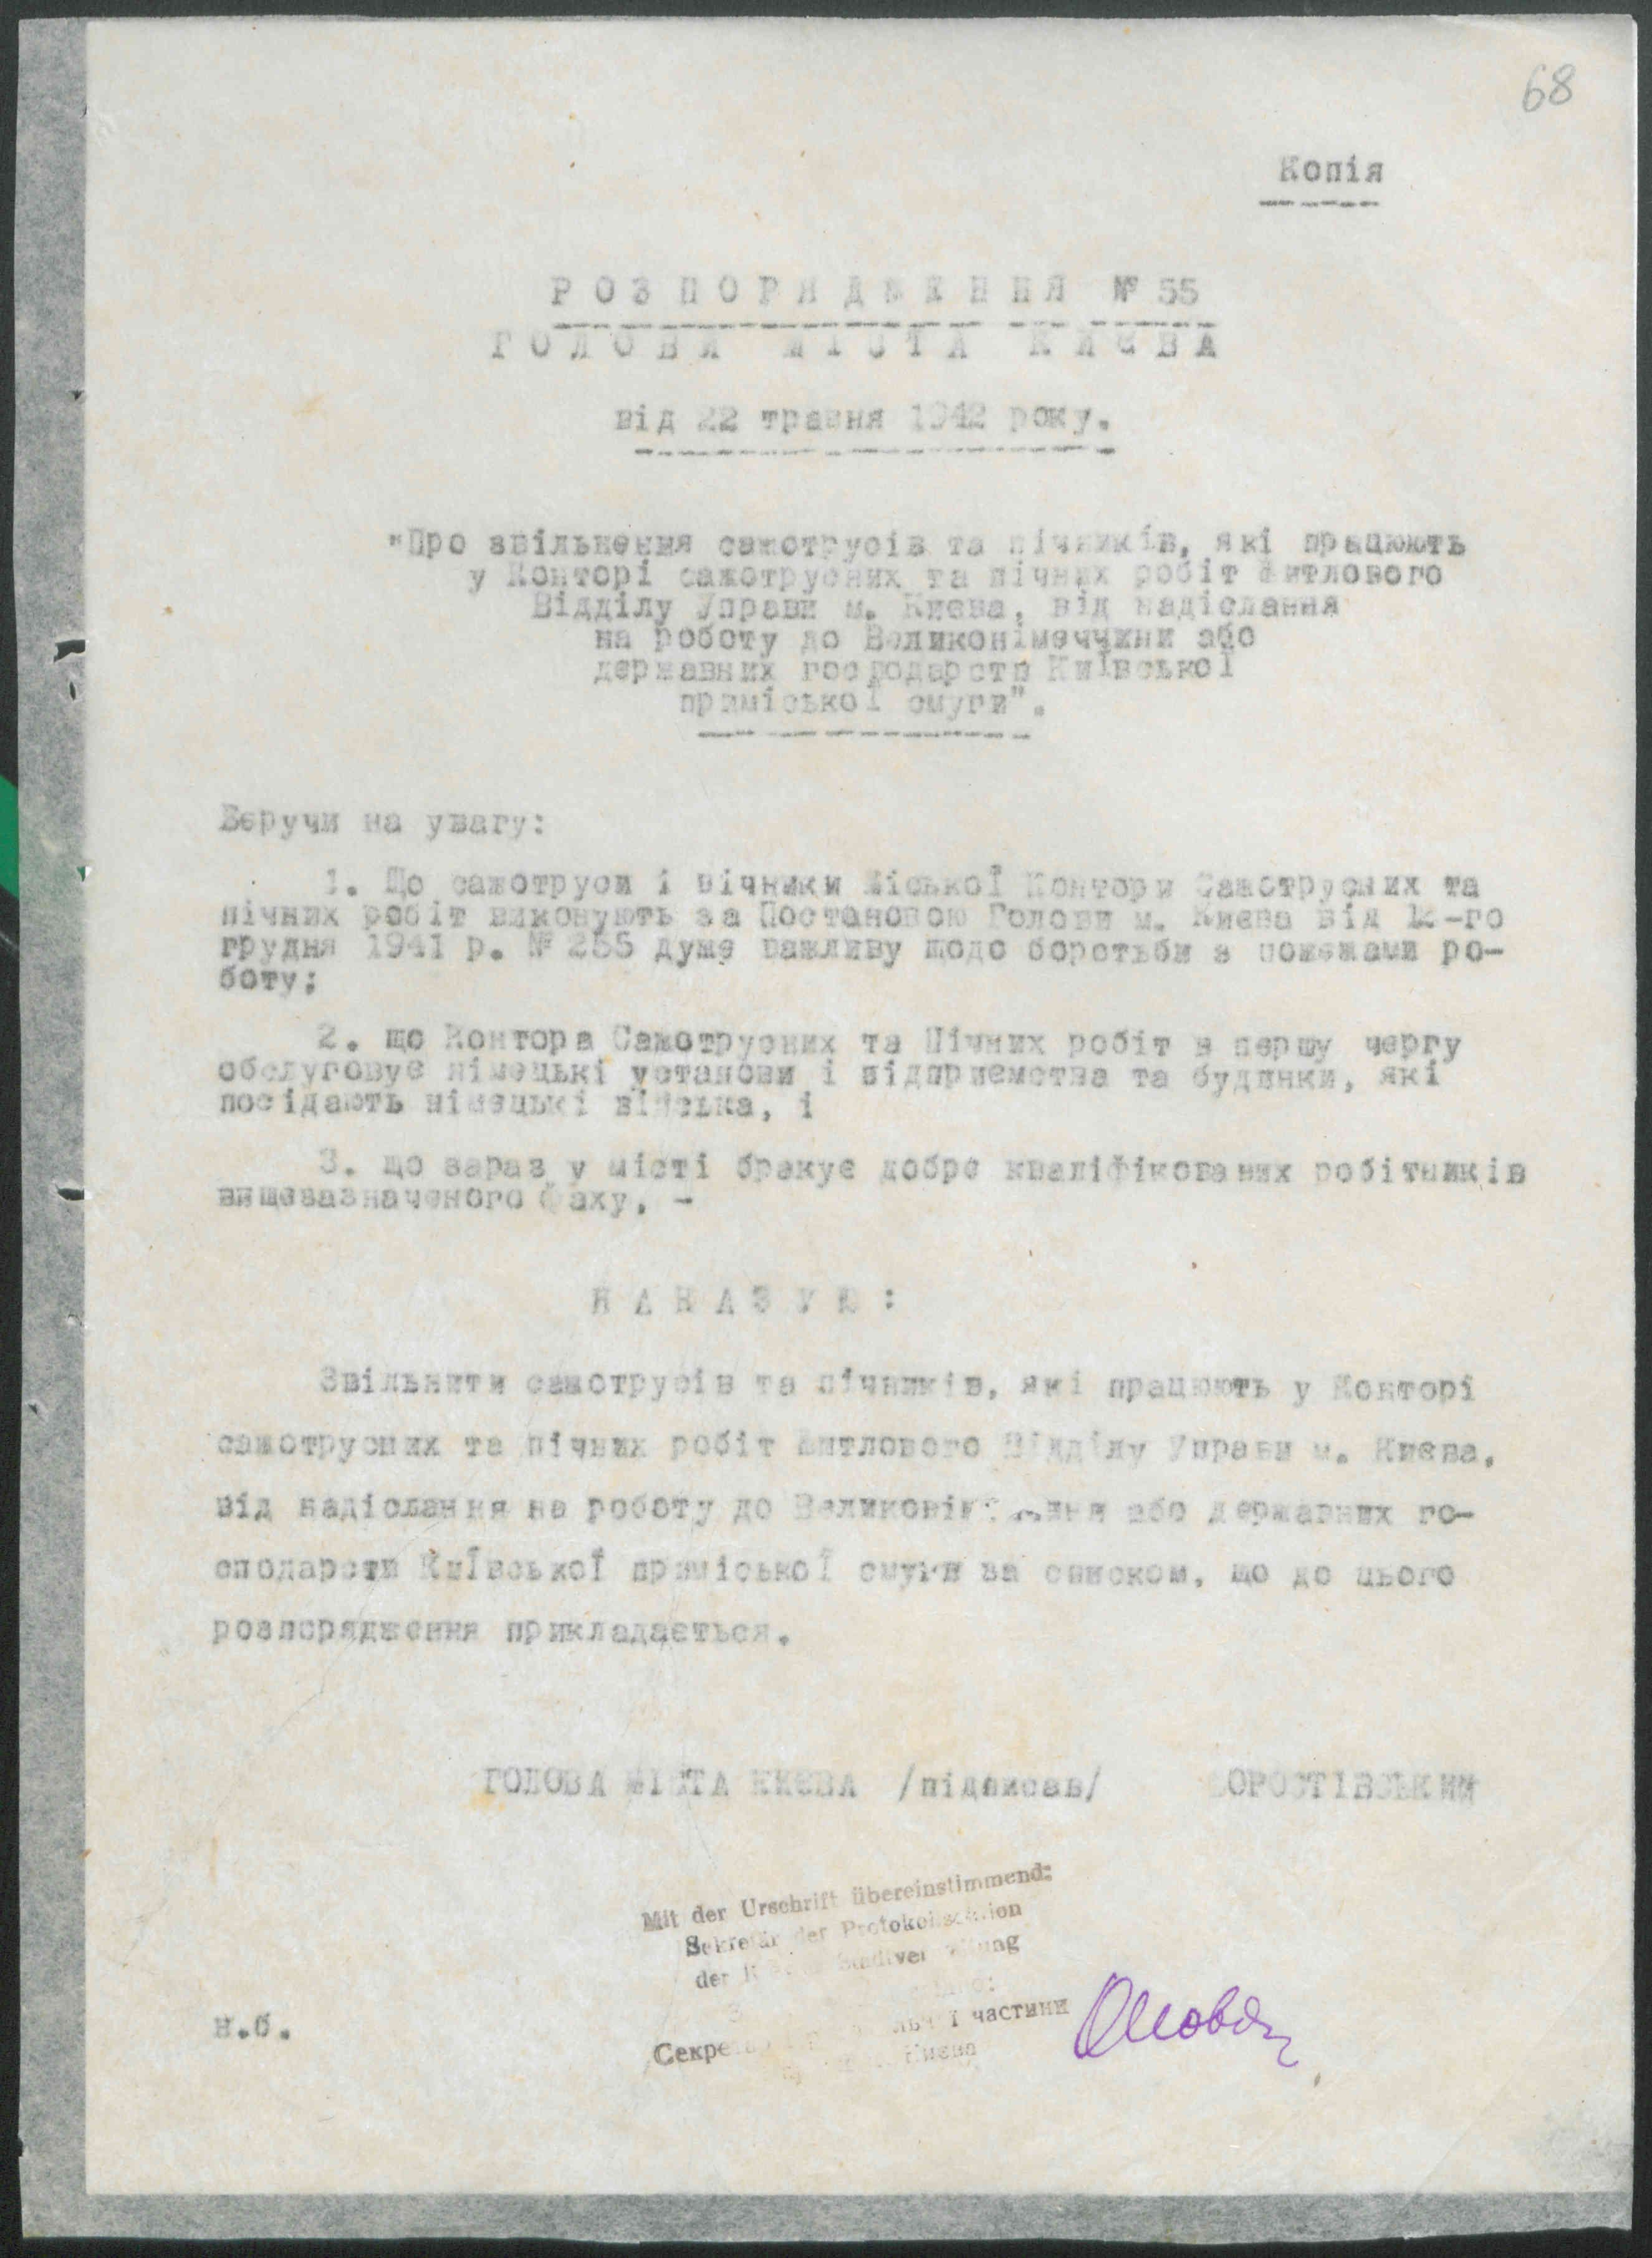 68
Копія
РОЗПОРЯДЖЕННЯ № 55
ГОЛОВИ МІСТА КИЄВА
від 22 травня 1942 року.
"Про звільнення сажотрусів та пічників, які працюють
у Конторі сажотрусних та пічних робіт Житлового
Відділу Управи м. Києва, від надіслання
на роботу до Великонімеччини або
державних господарств Київської
приміської смуги".
Беручи на увагу:
1. Що сажотруси і пічники Міської Контори Сажотрусних та
пічних робіт виконують за Постановою Голови м. Києва від -го
грудня 1941 р. № 255 дуже важливу щодо боротьби з пожежами ро-
боту;
2. що Контора Сажотрусних та Пічних робіт в першу чергу
обслуговує німецькі установи і підприємства та будинки, які
посідають німецькі війська, і
3. що зараз у місті бракує добре кваліфікованих робітників
вищезазначеного фаху, -
НАКАЗУЮ:
Звільнити сажотрусів та пічників, які працюють у Конторі
сажотрусних та пічних робіт Житлового Відділу Управи м. Києва,
від надіслання на роботу до або державних го-
сподарств Київської приміської смуги за списком, що до цього
розпорядження прикладається.
ГОЛОВА МІСТА КИЄВА /підписав/ ФОРОСТІВСЬКИЙ
Mit der Urschrift übereinstimmend:
Sekretär der Protokollsektion
der Stadtverwaltung
частини
Києва
н.б.